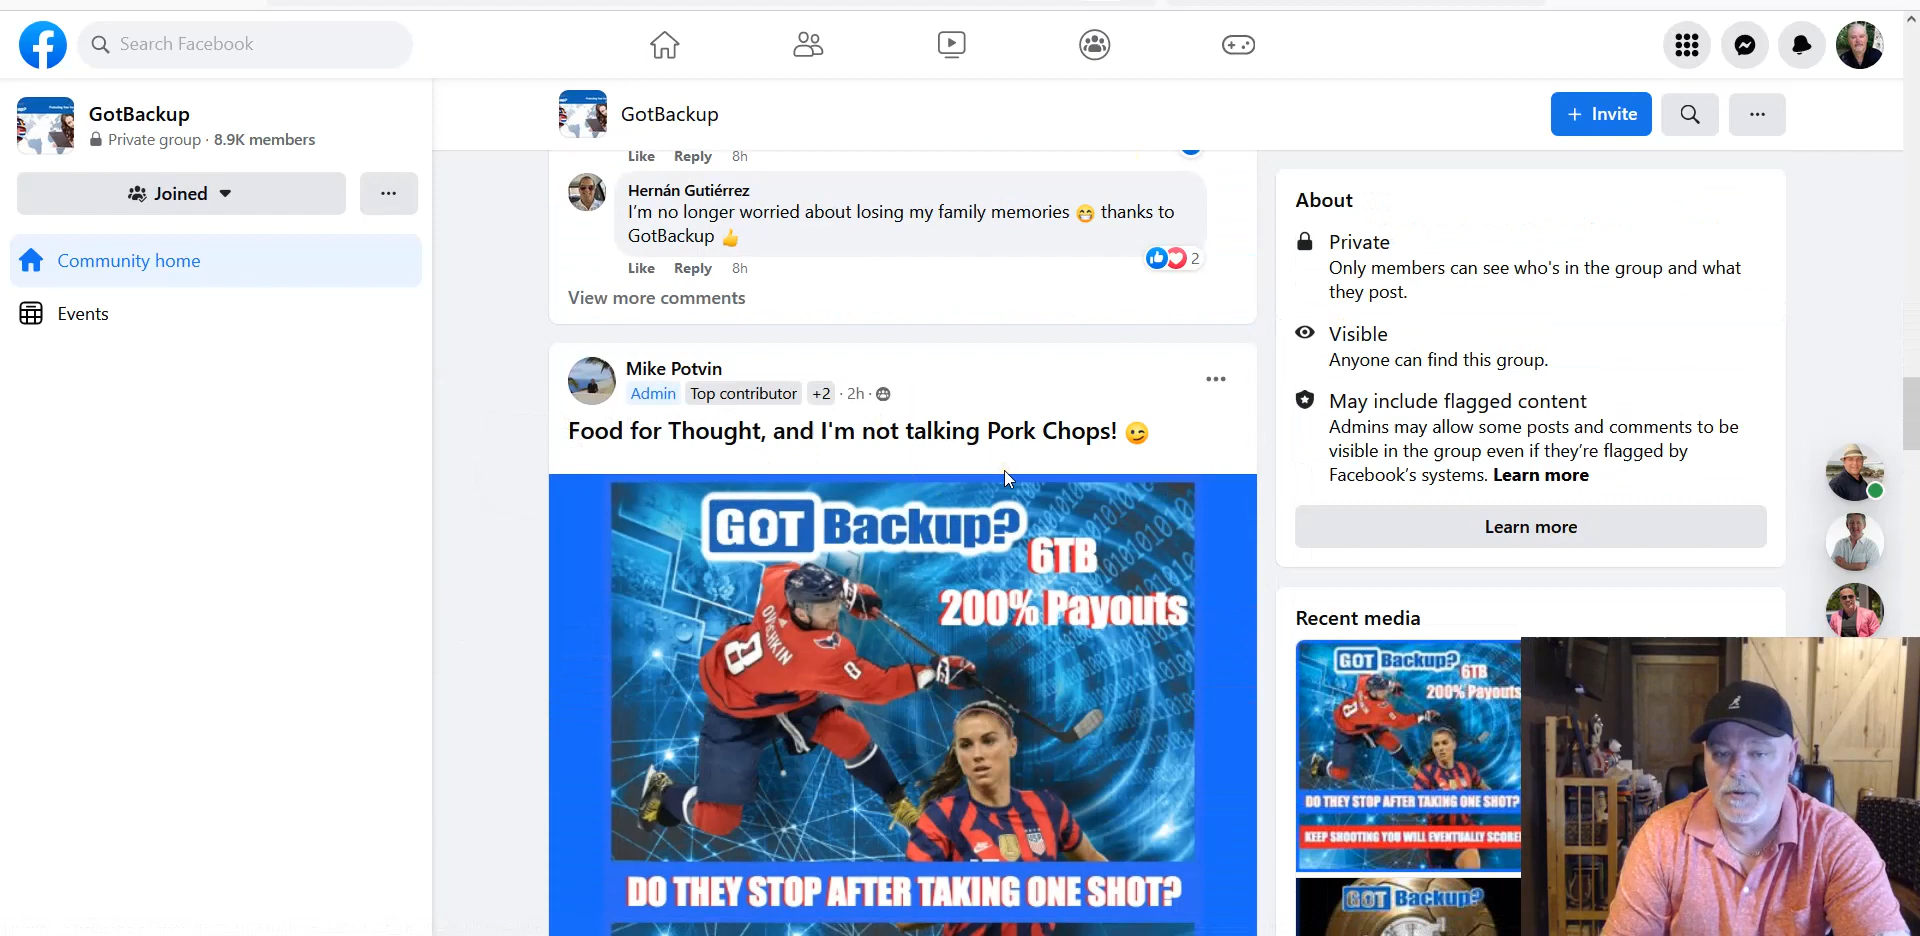 Search Facebook
GotBackup
Private group · 8.9K members
Joined
Community home
Events
GotBackup
+ Invite
Like Reply 8h
Hernán Gutiérrez
I'm no longer worried about losing my family memories 😁 thanks to
GotBackup 👍
Like Reply 8h
2
View more comments
Mike Potvin
Admin Top contributor +2 · 2h ·
Food for Thought, and I'm not talking Pork Chops! 😉
GOT Backup?
6TB
200% Payouts
OVECHKIN
8
8
DO THEY STOP AFTER TAKING ONE SHOT?
About
Private
Only members can see who's in the group and what
they post.
Visible
Anyone can find this group.
May include flagged content
Admins may allow some posts and comments to be
visible in the group even if they're flagged by
Facebook's systems. Learn more
Learn more
Recent media
GOT Backup?
6TB
200% Payouts
DO THEY STOP AFTER TAKING ONE SHOT?
KEEP SHOOTING YOU WILL EVENTUALLY SCORE
GOT Backup?